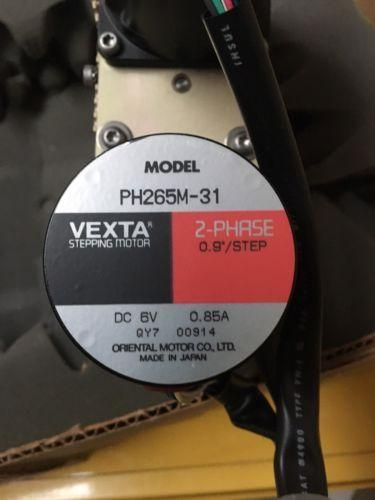 INSUL
MODEL
PH265M-31
VEXTA®
STEPPING MOTOR
2-PHASE
0.9°/STEP
DC 6V 0.85A
QY7 00914
ORIENTAL MOTOR CO., LTD.
MADE IN JAPAN